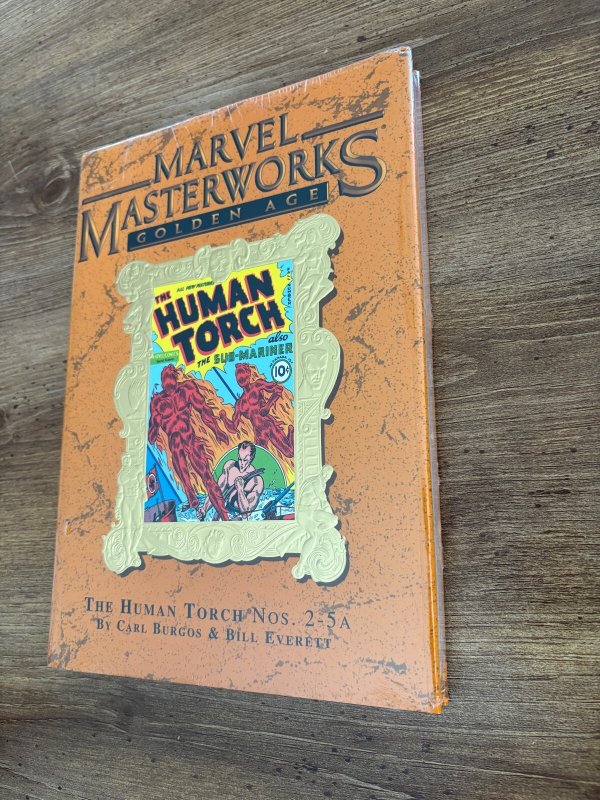 MARVEL
MASTERWORKS
GOLDEN AGE
ALL NEW FEATURES
THE
HUMAN
TORCH
also
THE SUB-MARINER
10¢
THE HUMAN TORCH NOS. 2-5A
BY CARL BURGOS & BILL EVERETT